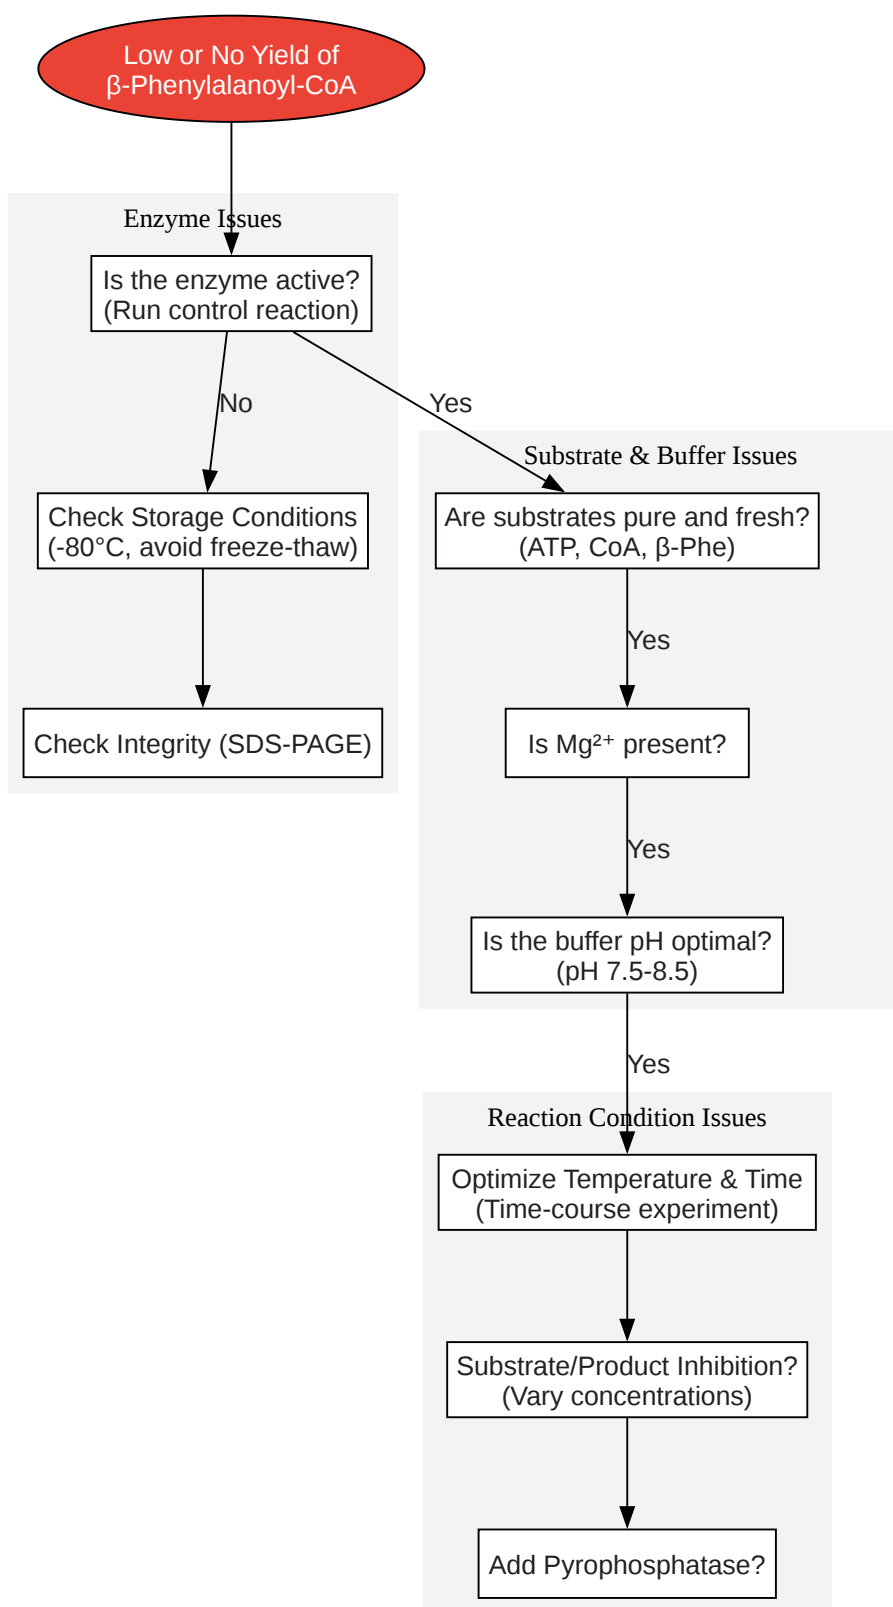 Low or No Yield of
β-Phenylalanoyl-CoA
Enzyme Issues
Is the enzyme active?
(Run control reaction)
No
Yes
Substrate & Buffer Issues
Check Storage Conditions
(-80°C, avoid freeze-thaw)
Are substrates pure and fresh?
(ATP, CoA, β-Phe)
Yes
Check Integrity (SDS-PAGE)
Is Mg²⁺ present?
Yes
Is the buffer pH optimal?
(pH 7.5-8.5)
Yes
Reaction Condition Issues
Optimize Temperature & Time
(Time-course experiment)
Substrate/Product Inhibition?
(Vary concentrations)
Add Pyrophosphatase?